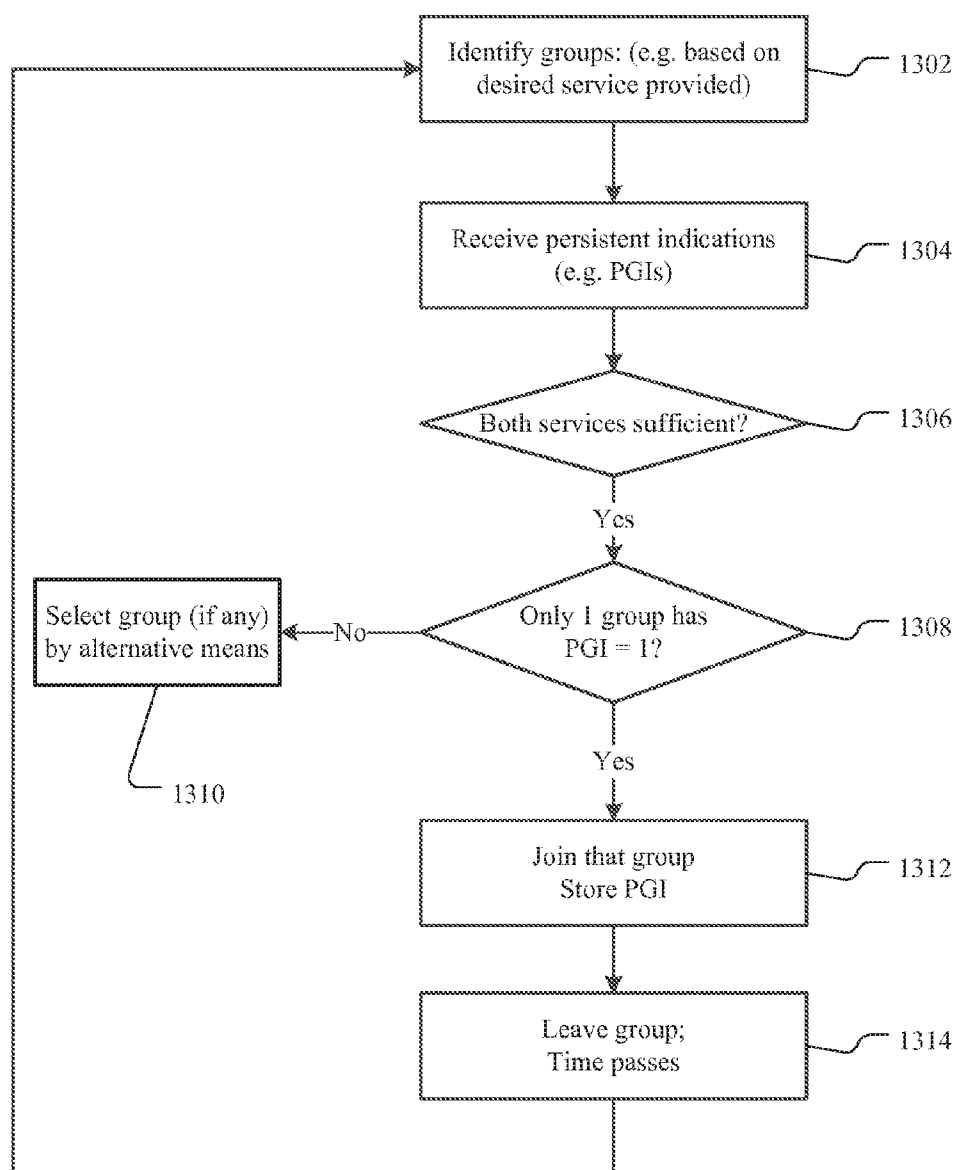 Identify groups: (e.g. based on
desired service provided)
1302
Receive persistent indications
(e.g. PGIs)
1304
Both services sufficient?
1306
Yes
Only 1 group has
PGI = 1?
1308
No
Select group (if any)
by alternative means
1310
Yes
Join that group
Store PGI
1312
Leave group;
Time passes
1314